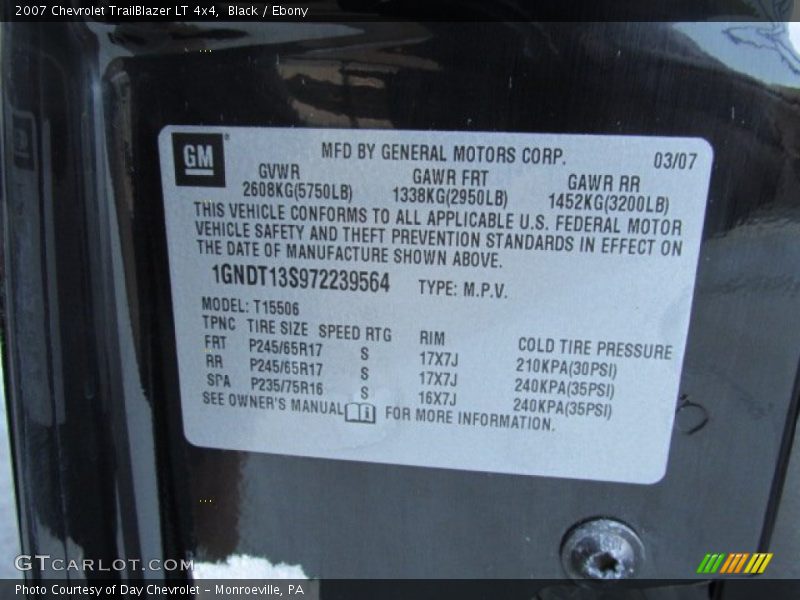 2007 Chevrolet TrailBlazer LT 4x4, Black / Ebony
GM
MFD BY GENERAL MOTORS CORP. 03/07
GVWR GAWR FRT GAWR RR
2608KG(5750LB) 1338KG(2950LB) 1452KG(3200LB)
THIS VEHICLE CONFORMS TO ALL APPLICABLE U.S. FEDERAL MOTOR
VEHICLE SAFETY AND THEFT PREVENTION STANDARDS IN EFFECT ON
THE DATE OF MANUFACTURE SHOWN ABOVE.
1GNDT13S972239564 TYPE: M.P.V.
MODEL: T15506
TPNC TIRE SIZE SPEED RTG RIM COLD TIRE PRESSURE
FRT P245/65R17 S 17X7J 210KPA(30PSI)
RR P245/65R17 S 17X7J 240KPA(35PSI)
SPA P235/75R16 S 16X7J 240KPA(35PSI)
SEE OWNER'S MANUAL FOR MORE INFORMATION.
GTCARLOT.COM
Photo Courtesy of Day Chevrolet - Monroeville, PA